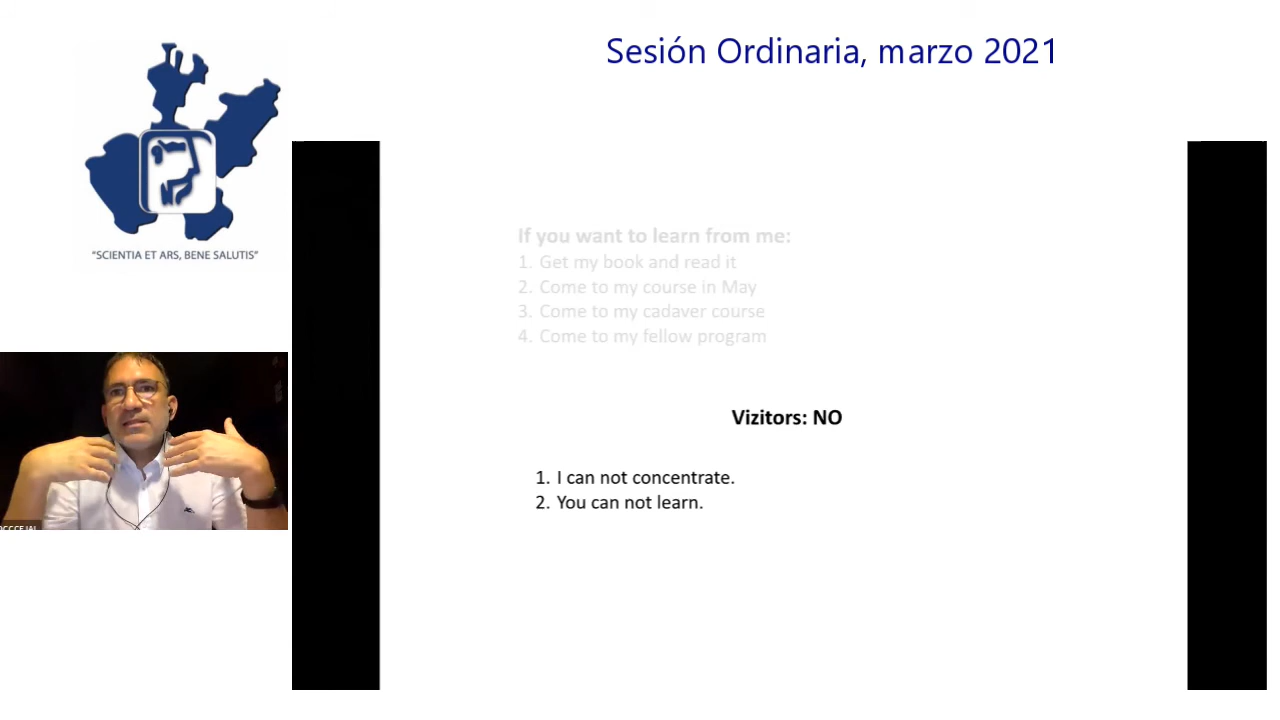 Sesión Ordinaria, marzo 2021
"SCIENTIA ET ARS, BENE SALUTIS"
If you want to learn from me:
1. Get my book and read it
2. Come to my course in May
3. Come to my cadaver course
4. Come to my fellow program
Vizitors: NO
1. I can not concentrate.
2. You can not learn.